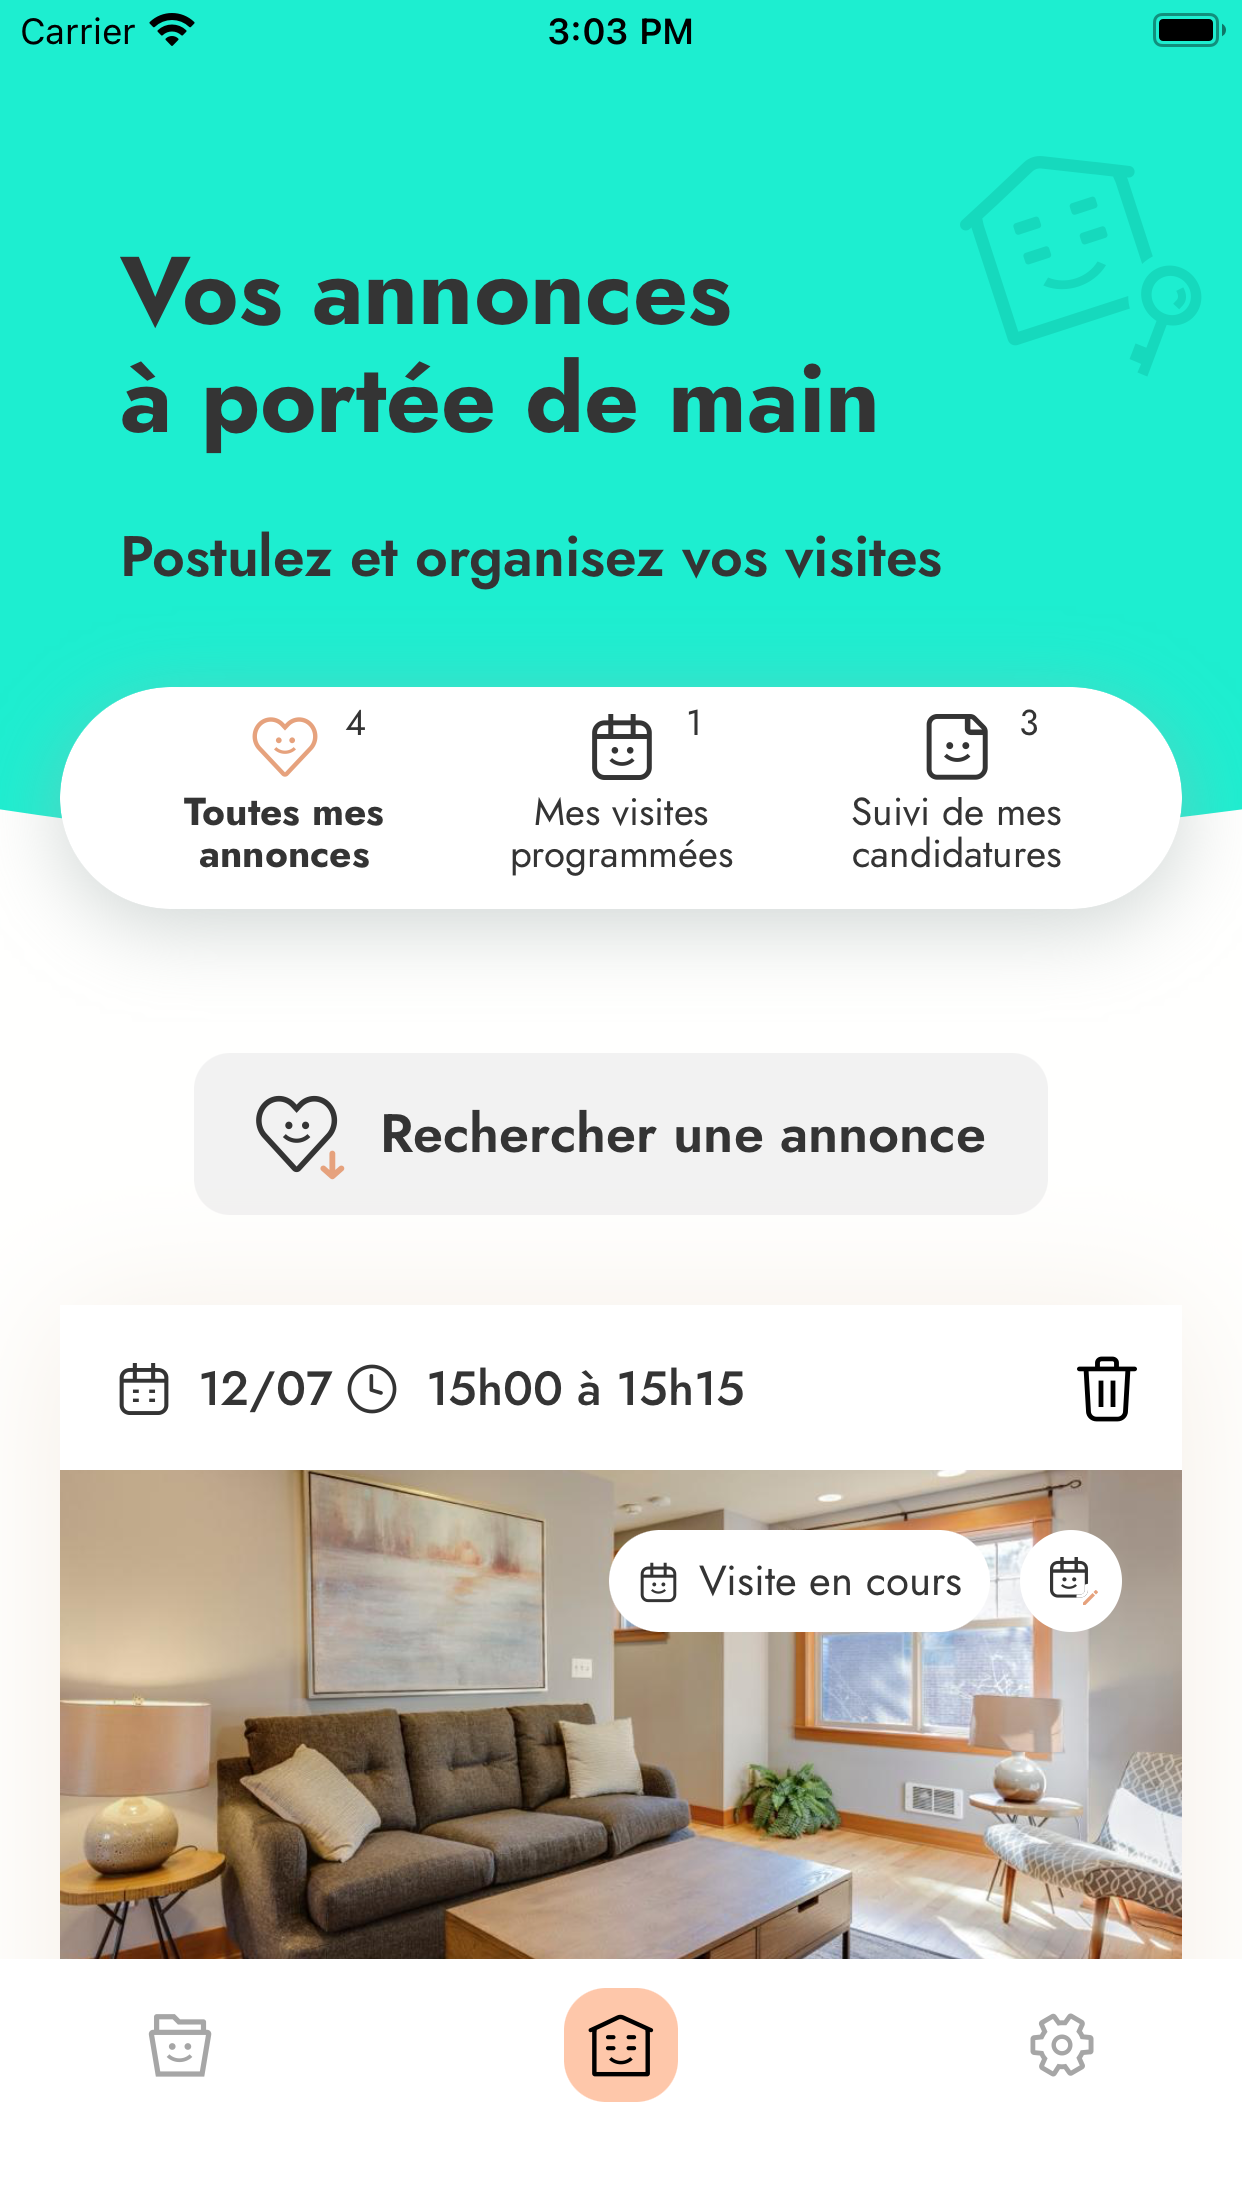 Carrier 3:03 PM
Vos annonces
à portée de main
Postulez et organisez vos visites
4 1 3
Toutes mes Mes visites Suivi de mes
annonces programmées candidatures
Rechercher une annonce
12/07 15h00 à 15h15
Visite en cours